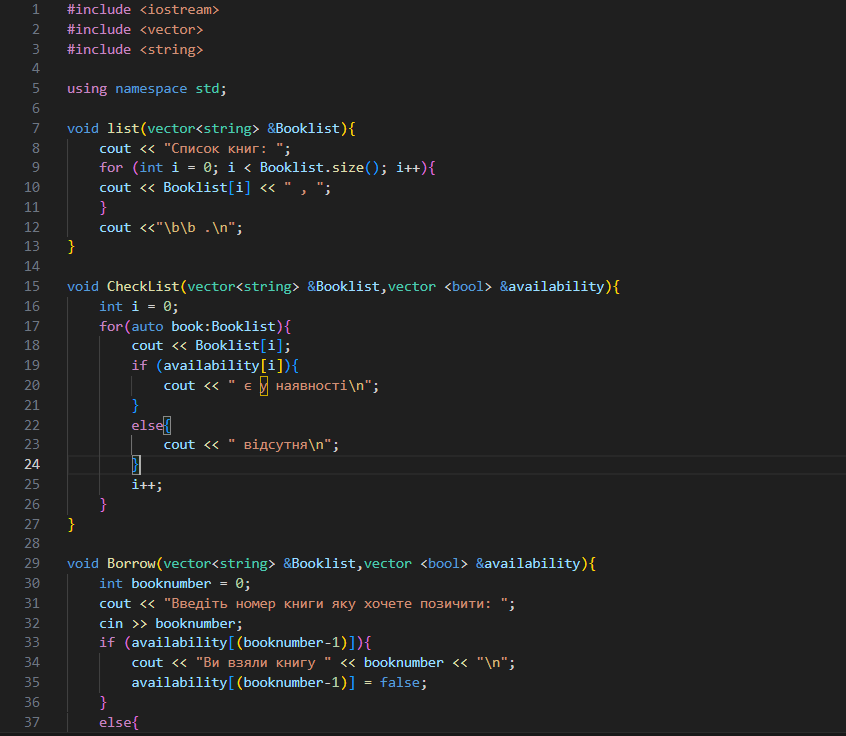 1 #include <iostream>
2 #include <vector>
3 #include <string>
4
5 using namespace std;
6
7 void list(vector<string> &Booklist){
8     cout << "Список книг: ";
9     for (int i = 0; i < Booklist.size(); i++){
10     cout << Booklist[i] << " , ";
11     }
12     cout <<"\b\b .\n";
13 }
14
15 void CheckList(vector<string> &Booklist,vector <bool> &availability){
16     int i = 0;
17     for(auto book:Booklist){
18         cout << Booklist[i];
19         if (availability[i]){
20             cout << " є у наявності\n";
21         }
22         else{
23             cout << " відсутня\n";
24         }
25         i++;
26     }
27 }
28
29 void Borrow(vector<string> &Booklist,vector <bool> &availability){
30     int booknumber = 0;
31     cout << "Введіть номер книги яку хочете позичити: ";
32     cin >> booknumber;
33     if (availability[(booknumber-1)]){
34         cout << "Ви взяли книгу " << booknumber << "\n";
35         availability[(booknumber-1)] = false;
36     }
37     else{